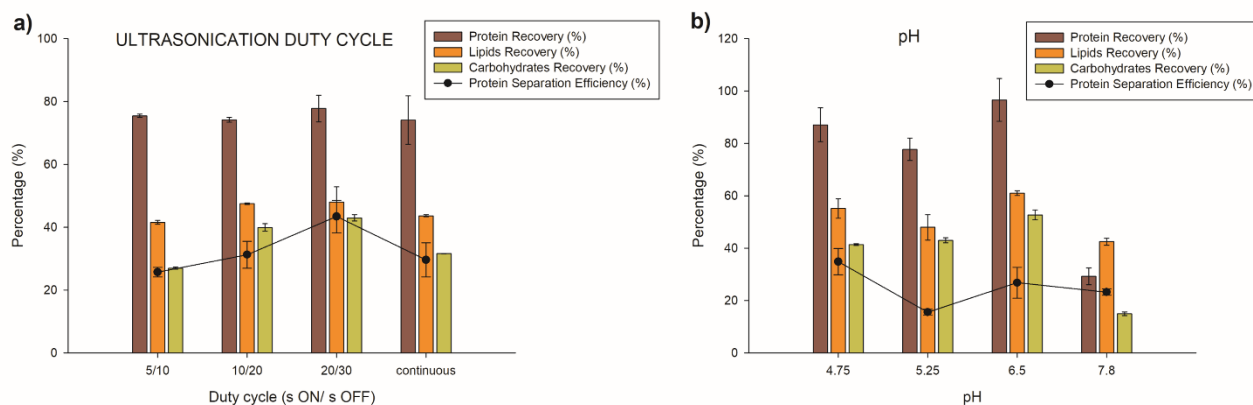 a)
ULTRASONICATION DUTY CYCLE
Protein Recovery (%)
Lipids Recovery (%)
Carbohydrates Recovery (%)
Protein Separation Efficiency (%)
Percentage (%)
100
80
60
40
20
0
5/10
10/20
20/30
continuous
Duty cycle (s ON/ s OFF)
b)
pH
Protein Recovery (%)
Lipids Recovery (%)
Carbohydrates Recovery (%)
Protein Separation Efficiency (%)
Percentage (%)
120
100
80
60
40
20
0
4.75
5.25
6.5
7.8
pH